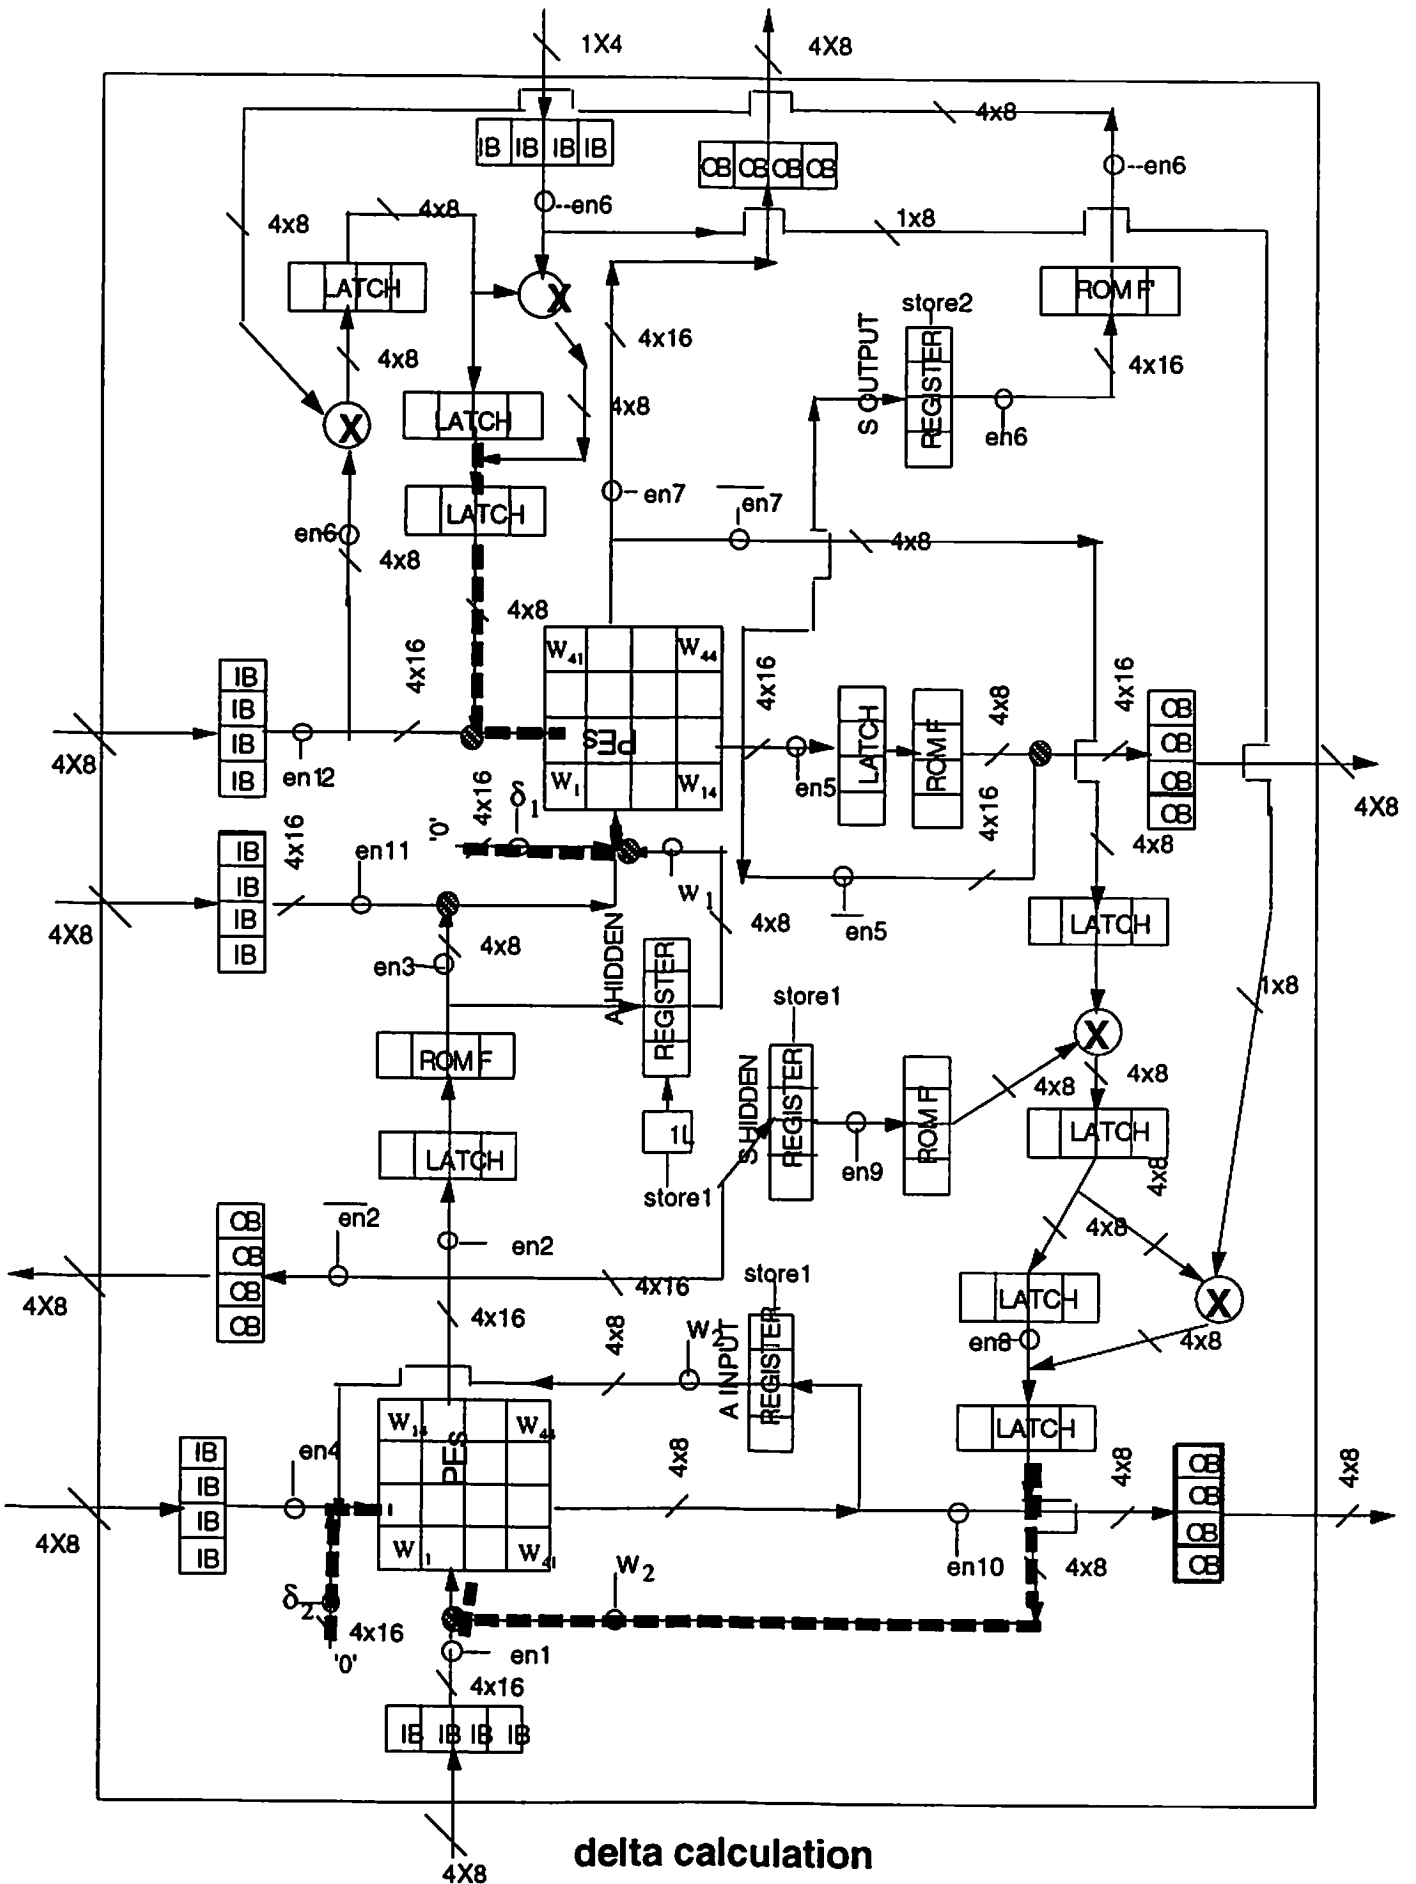 1X4
4X8
4x8
IB IB IB IB
OB OB OB OB
en6
en6
4x8
4x8
1x8
LATCH
X
ROM F'
store2
4x16
S OUTPUT
REGISTER
4x16
4x8
4x8
X
LATCH
en6
LATCH
en7
en7
en6
4x8
4x8
4x8
4x16
W41
W44
4x16
4x8
4x16
IB
IB
IB
IB
PES
LATCH
ROM F
OB
OB
OB
OB
4X8
en12
W1
W14
en5
4X8
4x16
δ1
4x16
'0'
4x16
4x8
IB
IB
IB
IB
en11
W1
4X8
4x8
4x8
en5
LATCH
en3
A HIDDEN
REGISTER
store1
1x8
ROM F
X
S HIDDEN
REGISTER
ROM F'
4x8
4x8
1L
LATCH
LATCH
en9
4x8
store1
OB
OB
OB
OB
en2
en2
4x8
4X8
4x16
store1
LATCH
X
4x16
4x8
W2
A INPUT
REGISTER
en8
4x8
W14
W44
LATCH
IB
IB
IB
IB
en4
PES
4x8
4x8
OB
OB
OB
OB
4x8
4X8
W1
W41
W2
en10
4x8
δ2
4x16
'0'
en1
4x16
IB IB IB IB
4X8
delta calculation